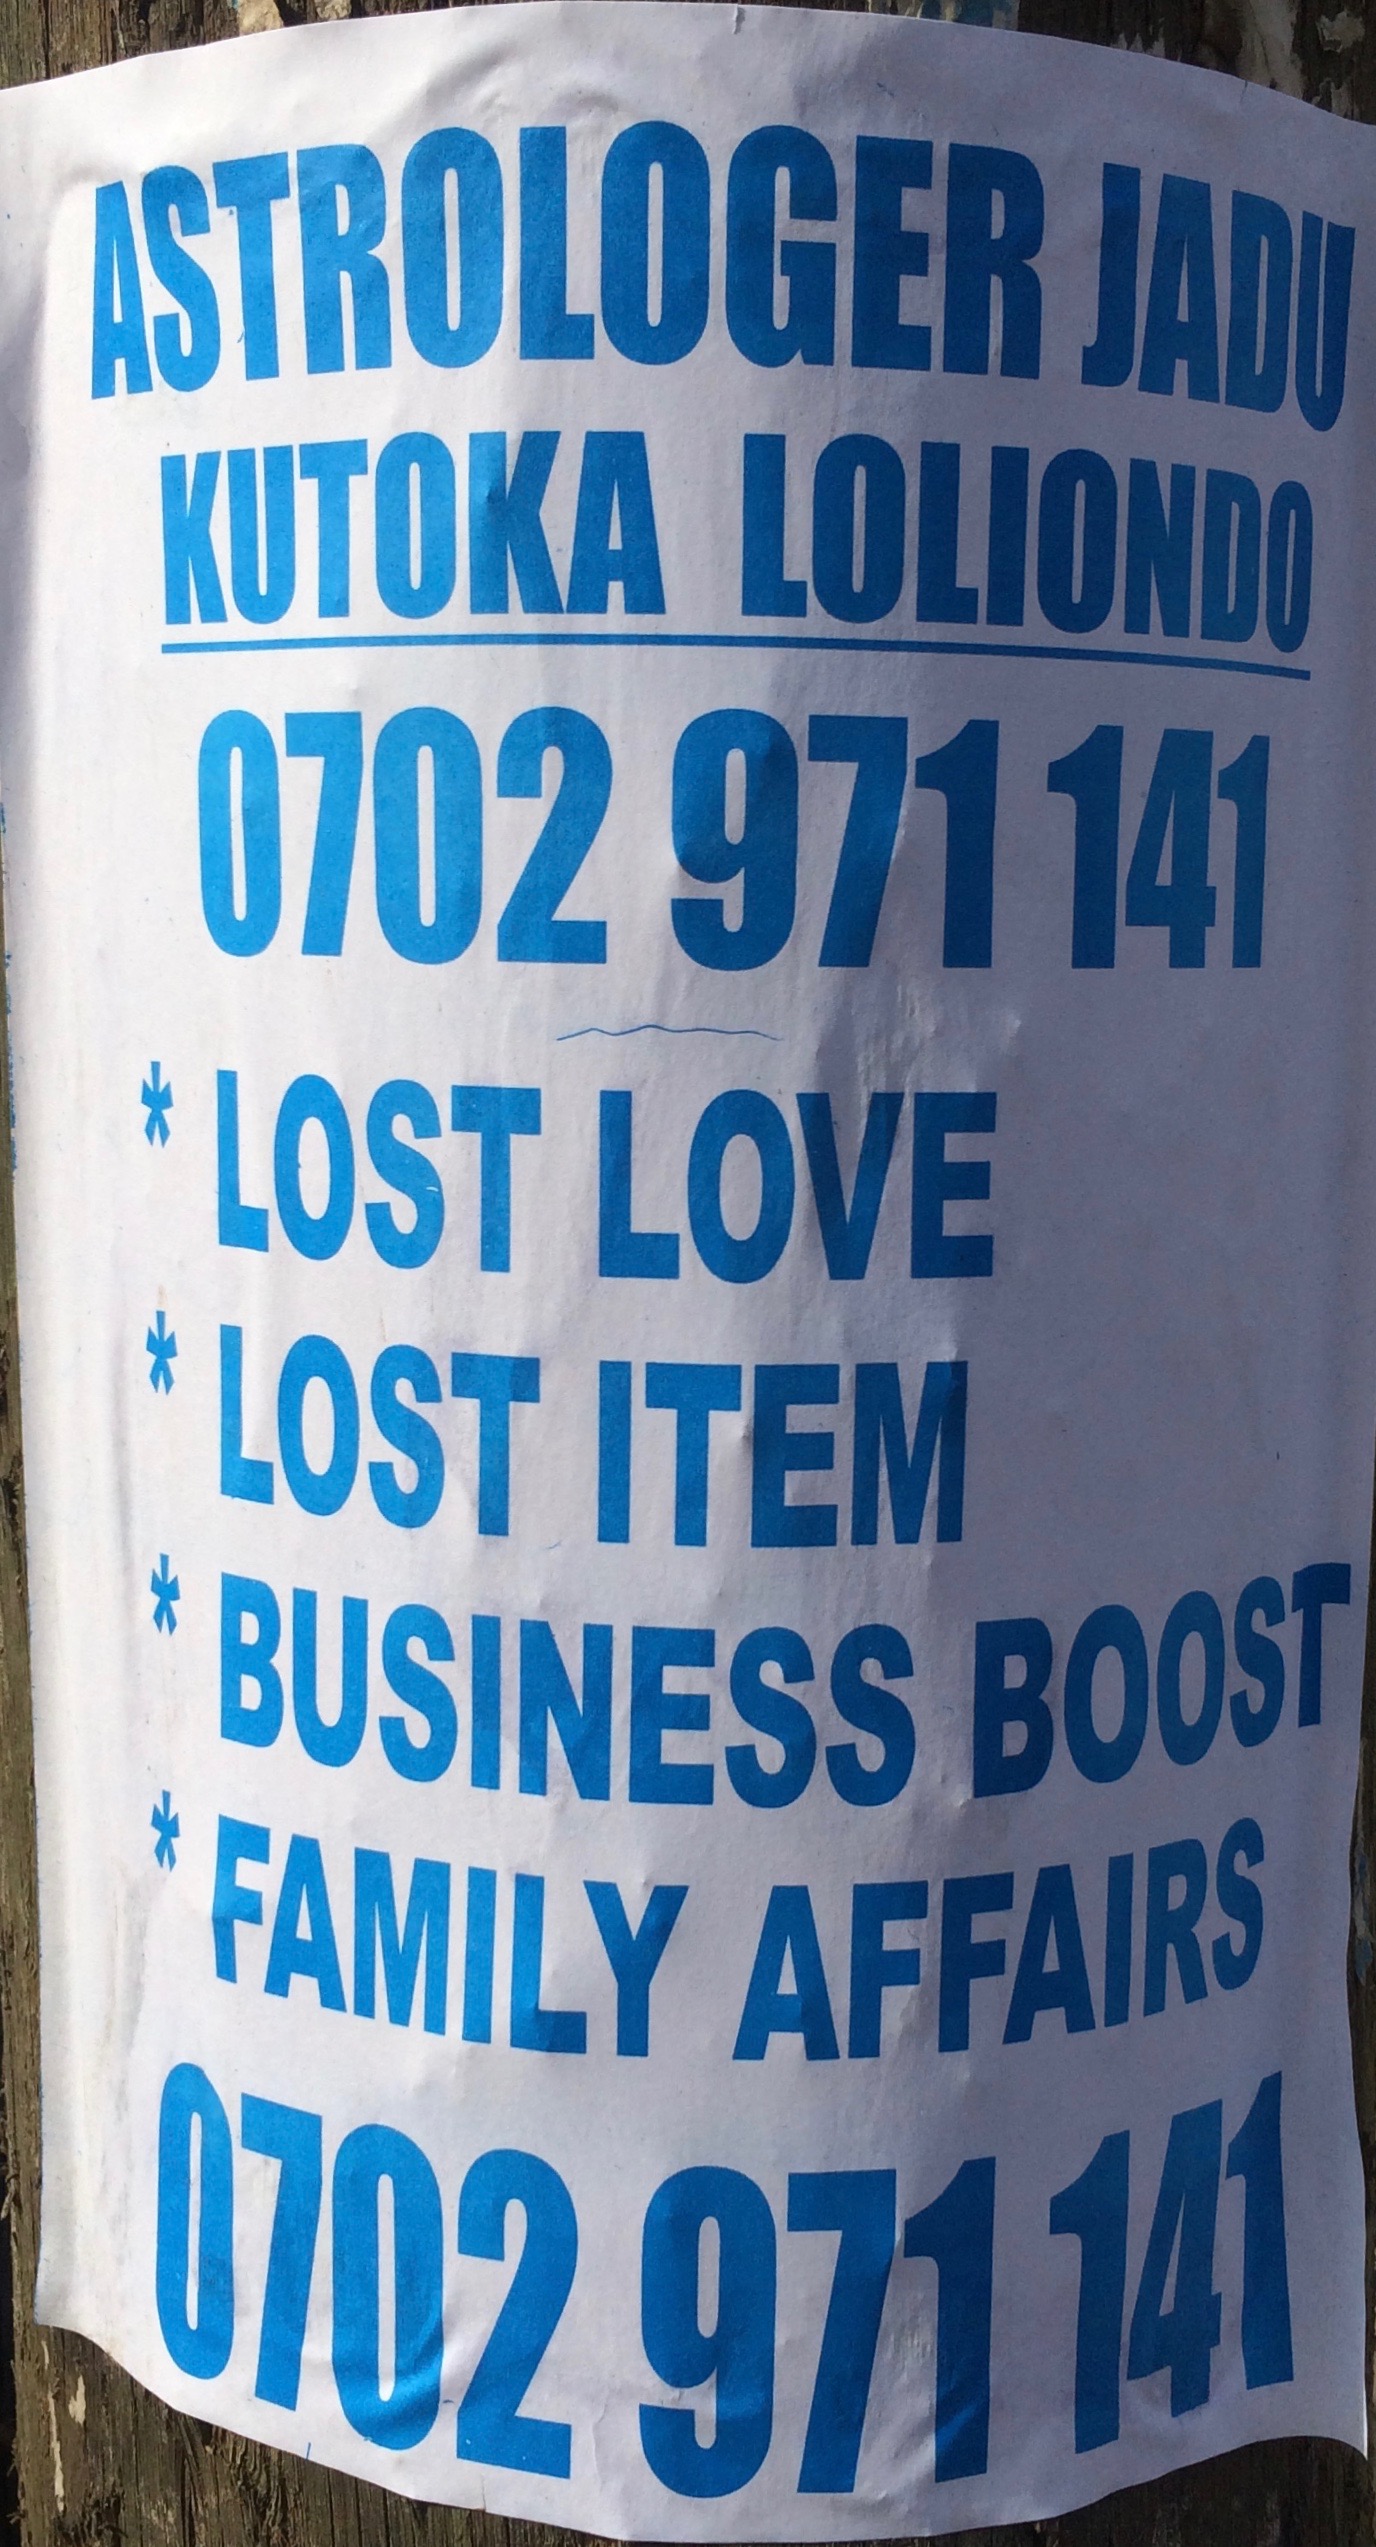 ASTROLOGER JADU
KUTOKA LOLIONDO
0702 971 141
* LOST LOVE
* LOST ITEM
* BUSINESS BOOST
* FAMILY AFFAIRS
0702 971 141